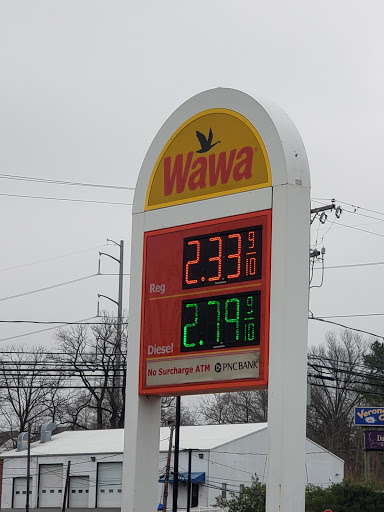 Wawa
Reg 2.33 9/10
Diesel 2.79 9/10
No Surcharge ATM PNCBANK